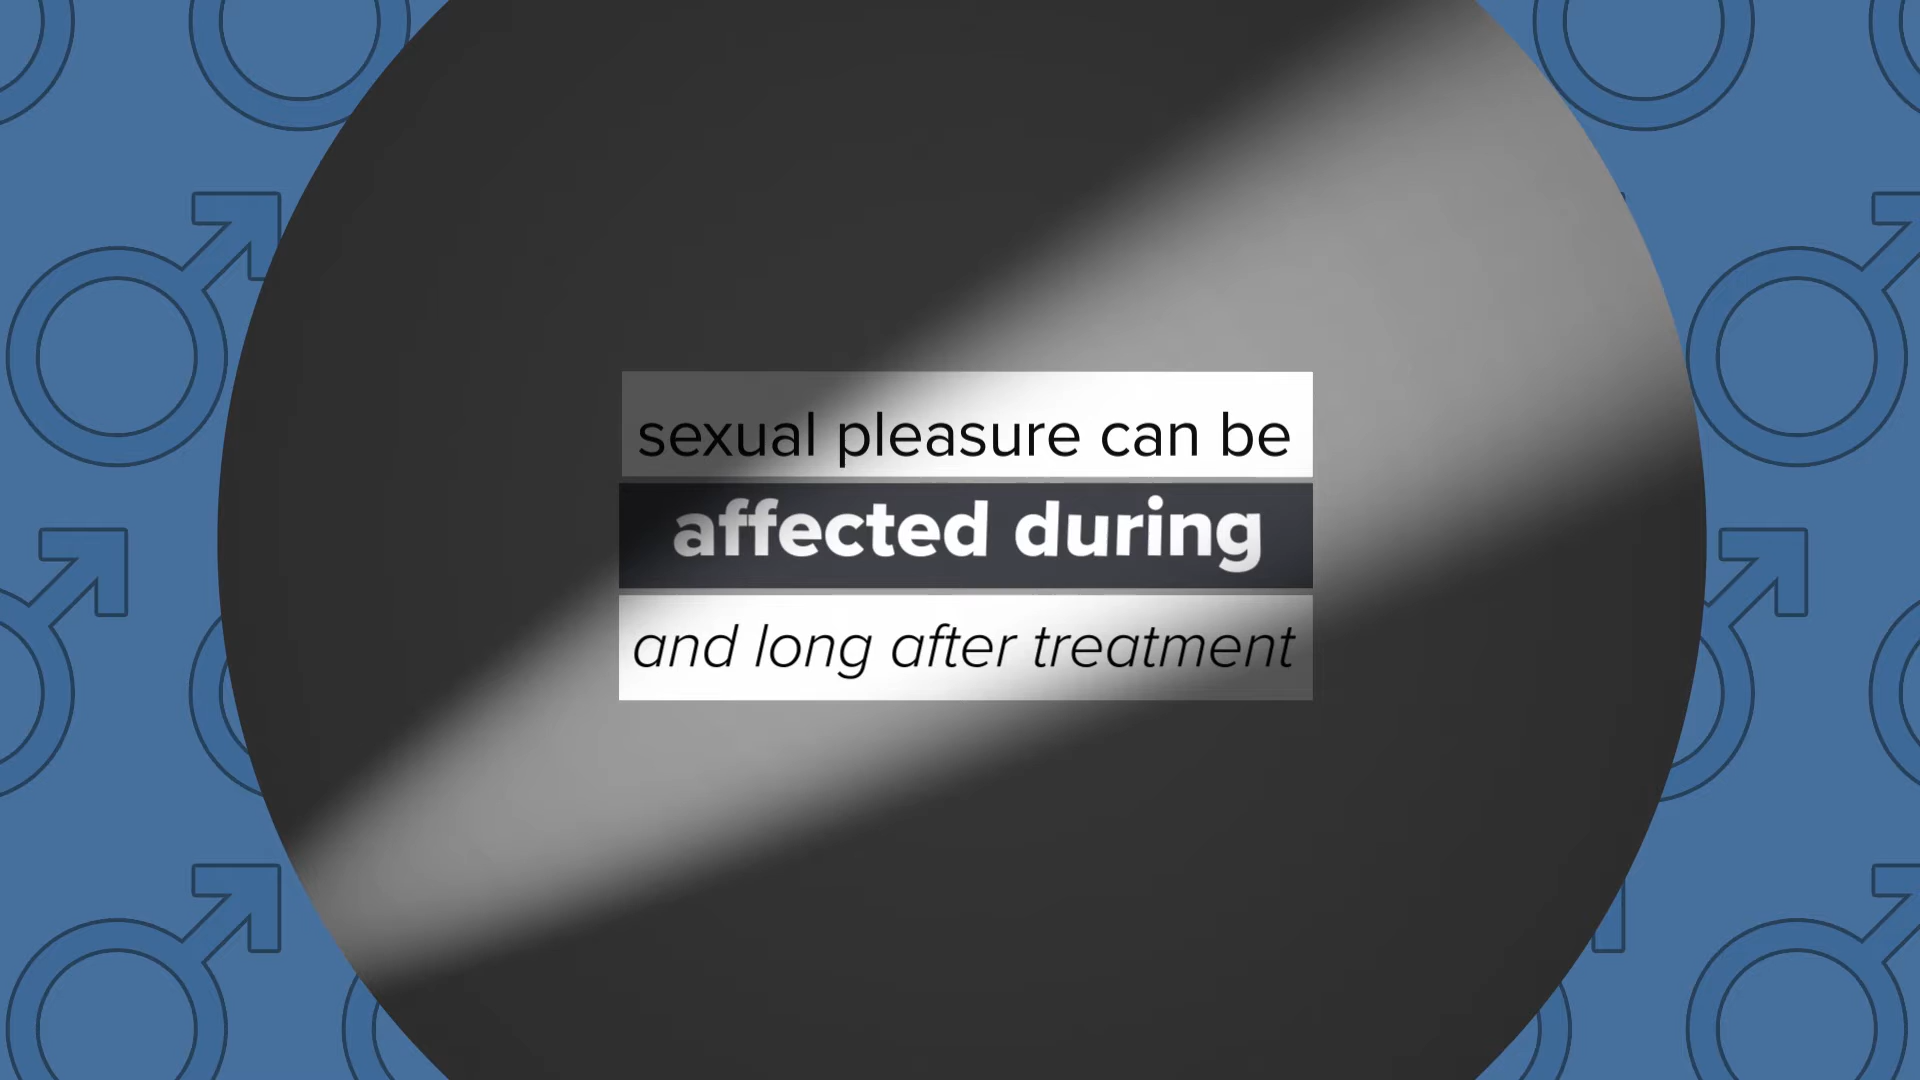 sexual pleasure can be
affected during
and long after treatment